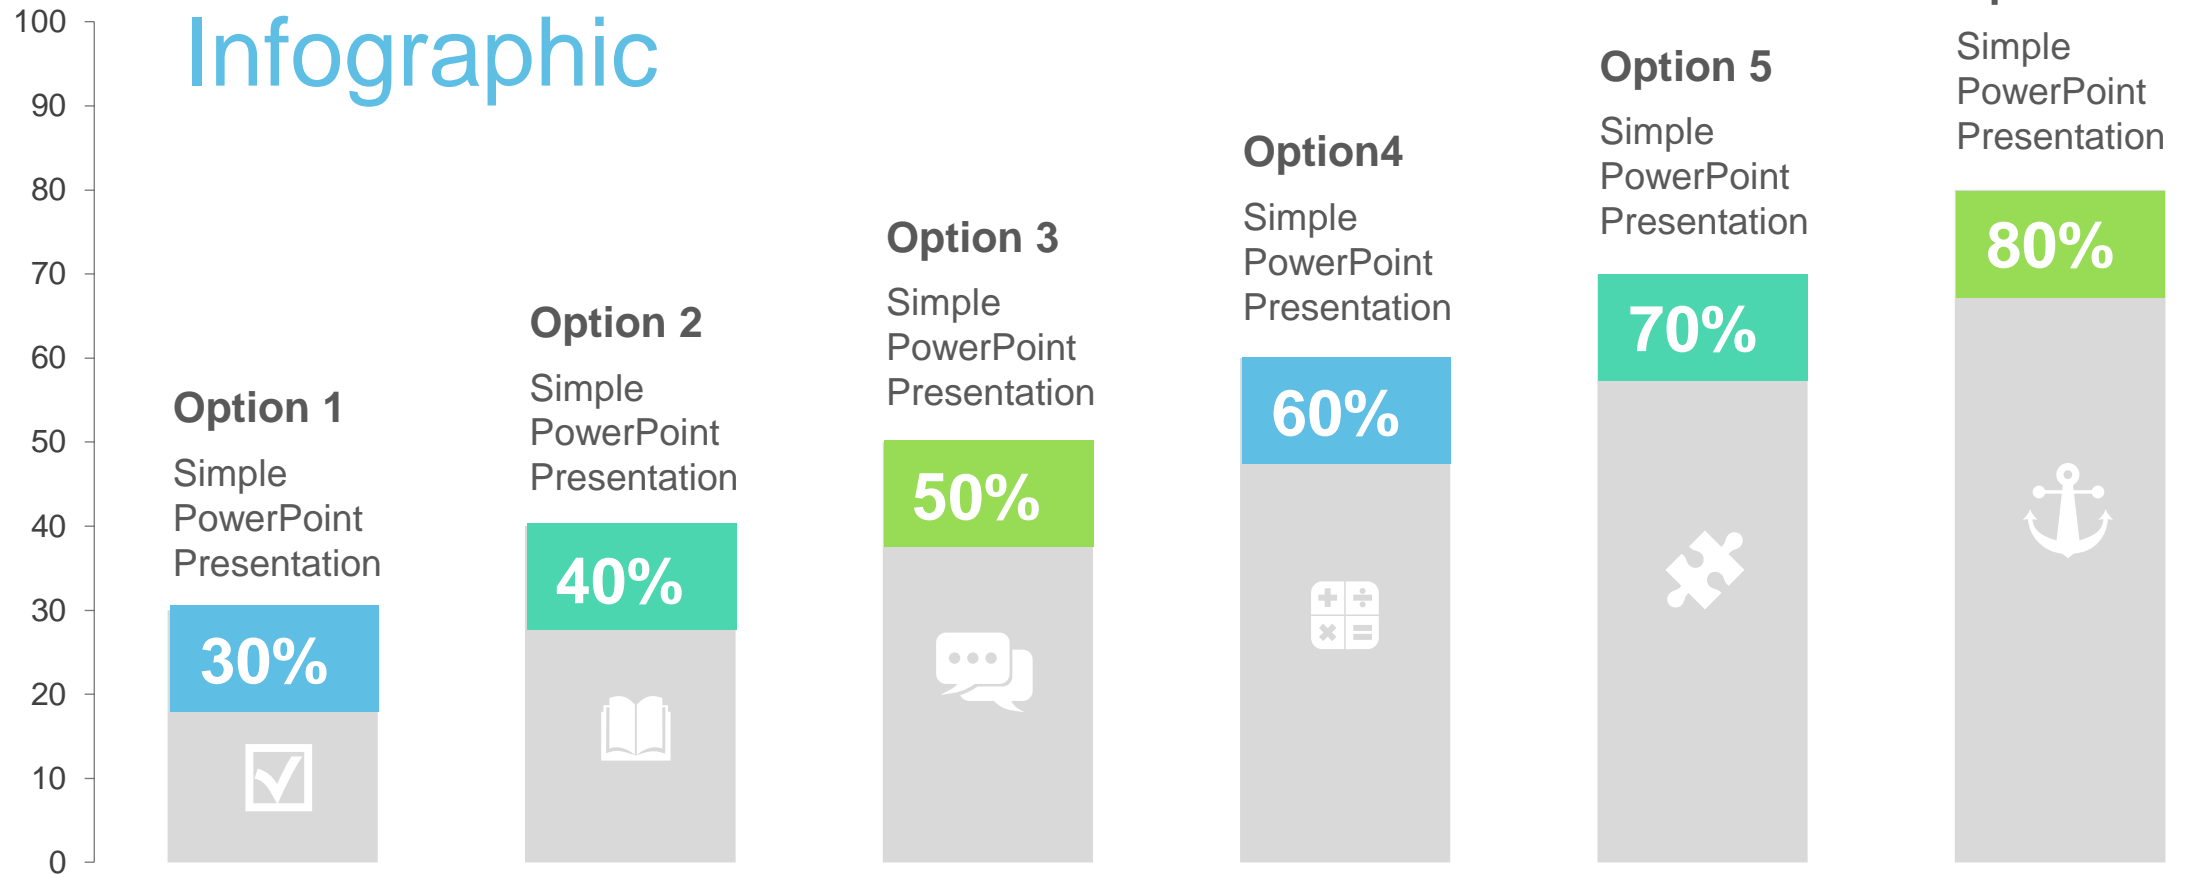 Infographic
100
90
80
70
60
50
40
30
20
10
0
Option 1
Simple
PowerPoint
Presentation
30%
Option 2
Simple
PowerPoint
Presentation
40%
Option 3
Simple
PowerPoint
Presentation
50%
Option4
Simple
PowerPoint
Presentation
60%
Option 5
Simple
PowerPoint
Presentation
70%
Simple
PowerPoint
Presentation
80%